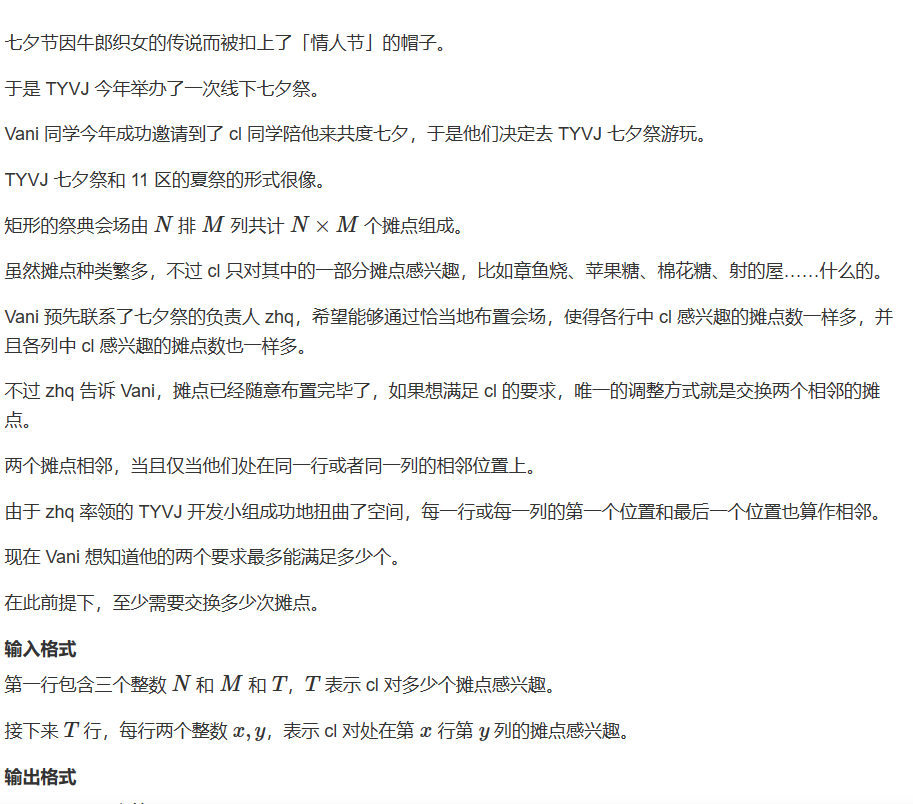 七夕节因牛郎织女的传说而被扣上了「情人节」的帽子。
于是 TYVJ 今年举办了一次线下七夕祭。
Vani 同学今年成功邀请到了 cl 同学陪他来共度七夕，于是他们决定去 TYVJ 七夕祭游玩。
TYVJ 七夕祭和 11 区的夏祭的形式很像。
矩形的祭典会场由 N 排 M 列共计 N × M 个摊点组成。
虽然摊点种类繁多，不过 cl 只对其中的一部分摊点感兴趣，比如章鱼烧、苹果糖、棉花糖、射的屋……什么的。
Vani 预先联系了七夕祭的负责人 zhq，希望能够通过恰当地布置会场，使得各行中 cl 感兴趣的摊点数一样多，并
且各列中 cl 感兴趣的摊点数也一样多。
不过 zhq 告诉 Vani，摊点已经随意布置完毕了，如果想满足 cl 的要求，唯一的调整方式就是交换两个相邻的摊
点。
两个摊点相邻，当且仅当他们处在同一行或者同一列的相邻位置上。
由于 zhq 率领的 TYVJ 开发小组成功地扭曲了空间，每一行或每一列的第一个位置和最后一个位置也算作相邻。
现在 Vani 想知道他的两个要求最多能满足多少个。
在此前提下，至少需要交换多少次摊点。
输入格式
第一行包含三个整数 N 和 M 和 T，T 表示 cl 对多少个摊点感兴趣。
接下来 T 行，每行两个整数 x, y，表示 cl 对处在第 x 行第 y 列的摊点感兴趣。
输出格式